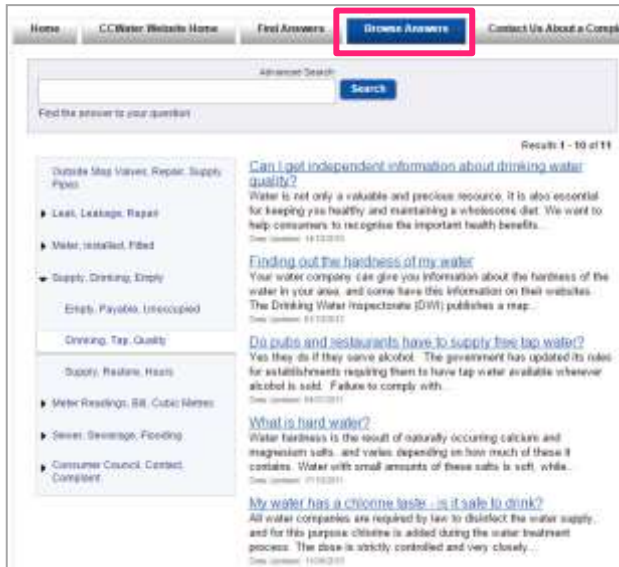 Home CCWater Website Home Find Answers Browse Answers Contact Us About a Compl
Advanced Search
Search
Find the answer to your question
Results 1 - 10 of 11
Outside Stop Valves, Repair, Supply
Pipes
Leak, Leakage, Repair
Meter, Installed, Fitted
Supply, Drinking, Empty
Empty, Payable, Unoccupied
Drinking, Tap, Quality
Supply, Restore, Hours
Meter Readings, Bill, Cubic Metres
Sewer, Sewerage, Flooding
Consumer Council, Contact,
Complaint
Can I get independent information about drinking water
quality?
Water is not only a valuable and precious resource, it is also essential
for keeping you healthy and maintaining a wholesome diet. We want to
help consumers to recognise the important health benefits...
Date Updated:
Finding out the hardness of my water
Your water company can give you information about the hardness of the
water in your area, and some have this information on their websites.
The Drinking Water Inspectorate (DWI) publishes a map...
Date Updated:
Do pubs and restaurants have to supply free tap water?
Yes they do if they serve alcohol. The government has updated its rules
for establishments requiring them to have tap water available wherever
alcohol is sold. Failure to comply with...
Date Updated:
What is hard water?
Water hardness is the result of naturally occurring calcium and
magnesium salts, and varies depending on how much of these it
contains. Water with small amounts of these salts is soft, while...
Date Updated:
My water has a chlorine taste - is it safe to drink?
All water companies are required by law to disinfect the water supply,
and for this purpose chlorine is added during the water treatment
process. The dose is strictly controlled and very closely...
Date Updated: